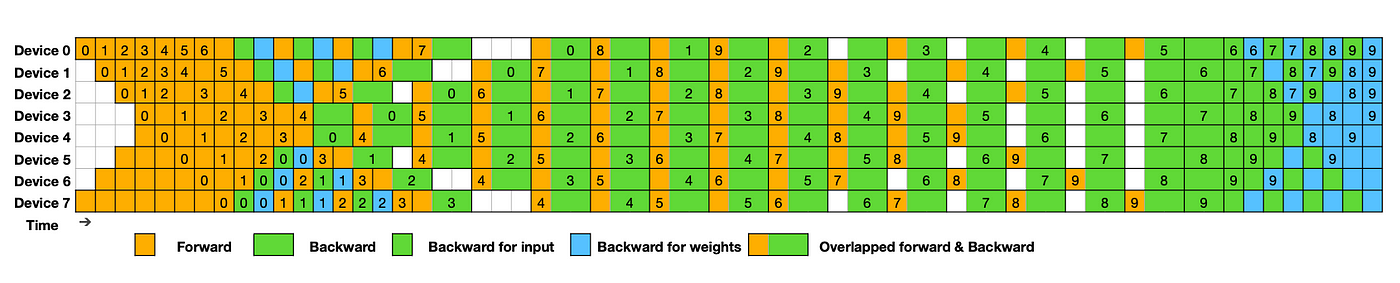 Device 0 0 1 2 3 4 5 6 7 0 8 1 9 2 3 4 5 6 6 7 7 8 8 9 9
Device 1 0 1 2 3 4 5 6 0 7 1 8 2 9 3 4 5 6 7 8 7 9 8 9
Device 2 0 1 2 3 4 5 0 6 1 7 2 8 3 9 4 5 6 7 8 7 9 8 9
Device 3 0 1 2 3 4 0 5 1 6 2 7 3 8 4 9 5 6 7 8 9 8 9
Device 4 0 1 2 3 0 4 1 5 2 6 3 7 4 8 5 9 6 7 8 9 8 9
Device 5 0 1 2 0 0 3 1 4 2 5 3 6 4 7 5 8 6 9 7 8 9 9
Device 6 0 1 0 0 2 1 1 3 2 4 3 5 4 6 5 7 6 8 7 9 8 9 9
Device 7 0 0 0 1 1 1 2 2 2 3 3 4 4 5 5 6 6 7 7 8 8 9 9
Time →
Forward Backward Backward for input Backward for weights Overlapped forward & Backward